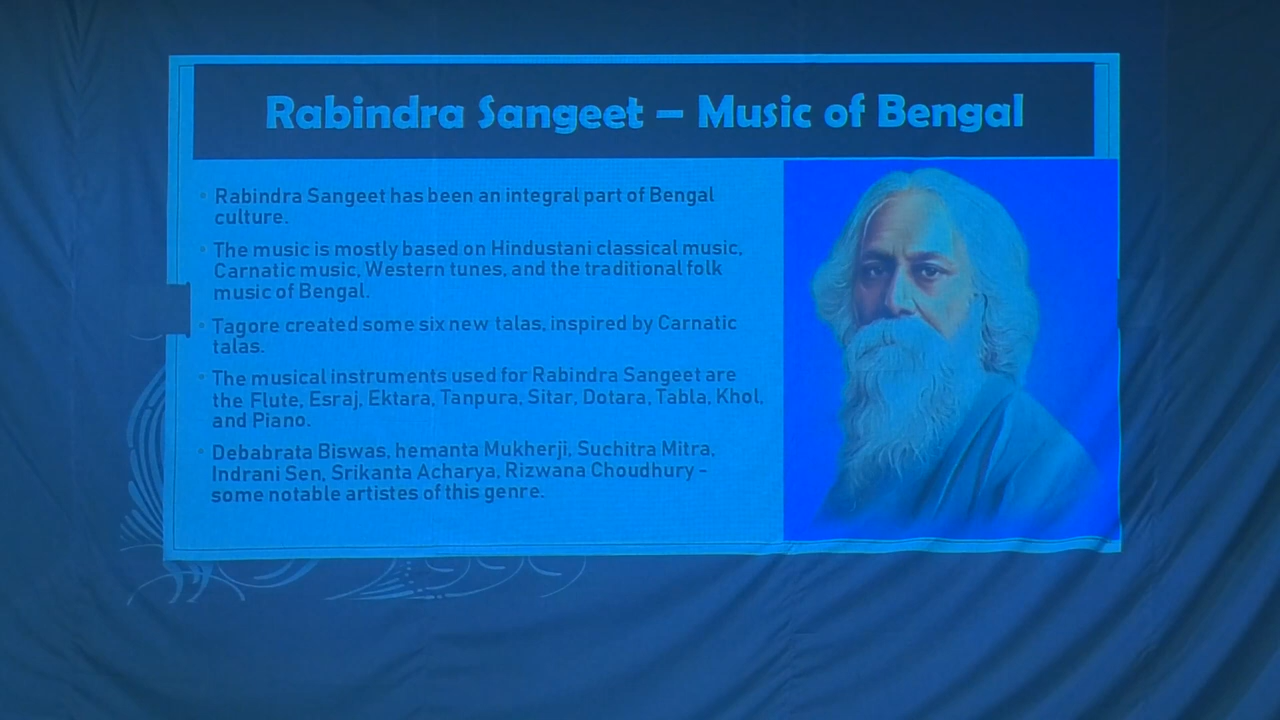 Rabindra Sangeet – Music of Bengal
Rabindra Sangeet has been an integral part of Bengal
culture.
The music is mostly based on Hindustani classical music,
Carnatic music, Western tunes, and the traditional folk
music of Bengal.
Tagore created some six new talas, inspired by Carnatic
talas.
The musical instruments used for Rabindra Sangeet are
the Flute, Esraj, Ektara, Tanpura, Sitar, Dotara, Tabla, Khol,
and Piano.
Debabrata Biswas, hemanta Mukherji, Suchitra Mitra,
Indrani Sen, Srikanta Acharya, Rizwana Choudhury –
some notable artistes of this genre.